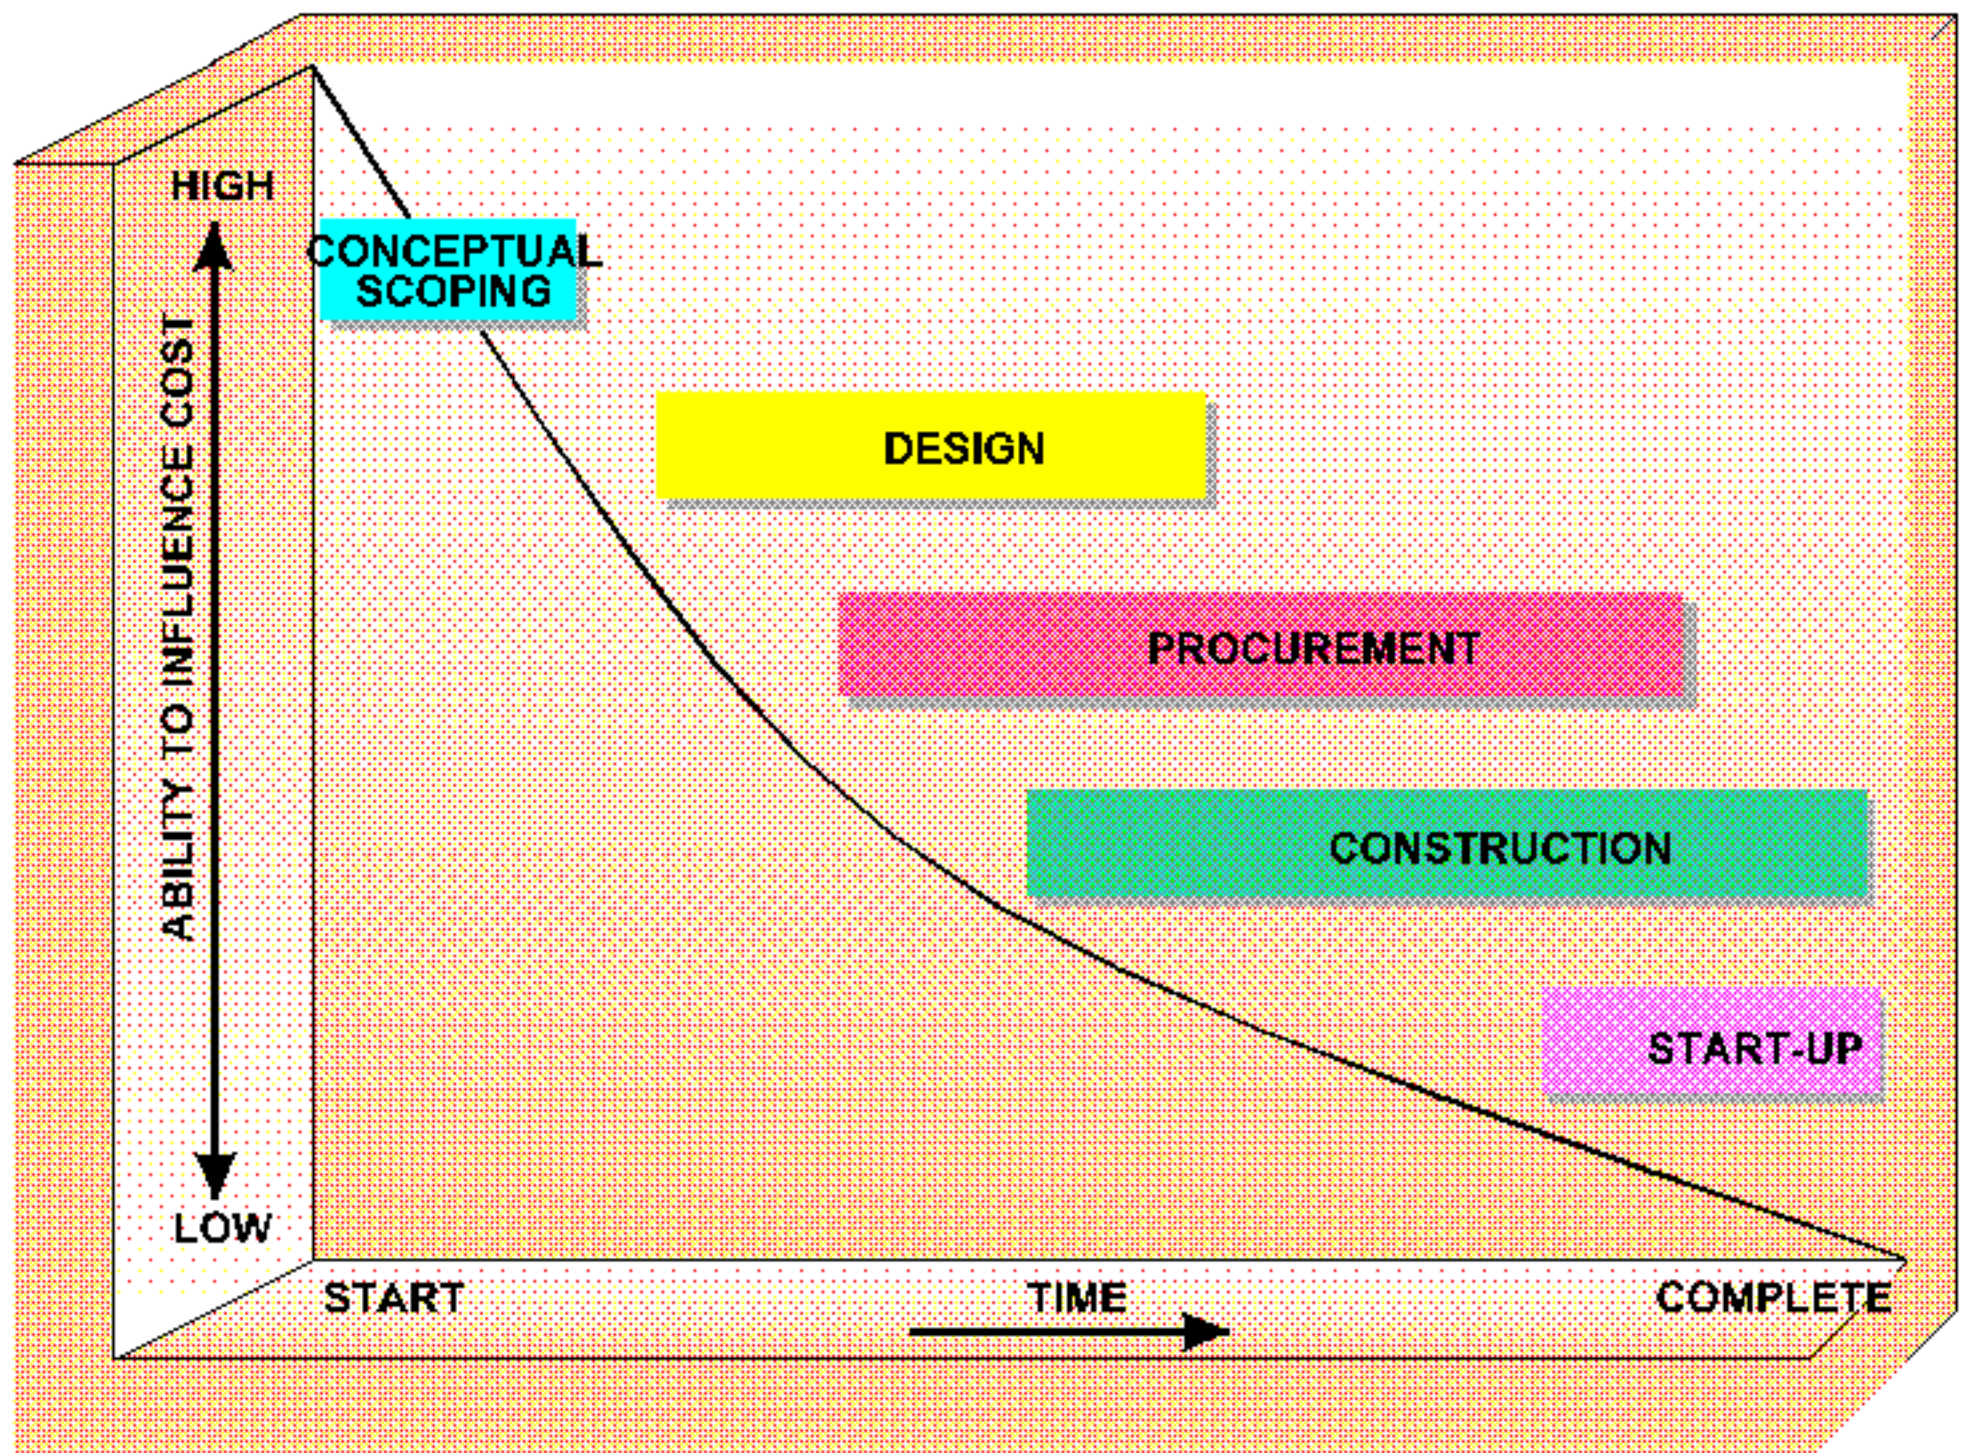 HIGH
ABILITY TO INFLUENCE COST
LOW
CONCEPTUAL
SCOPING
DESIGN
PROCUREMENT
CONSTRUCTION
START-UP
START
TIME
COMPLETE